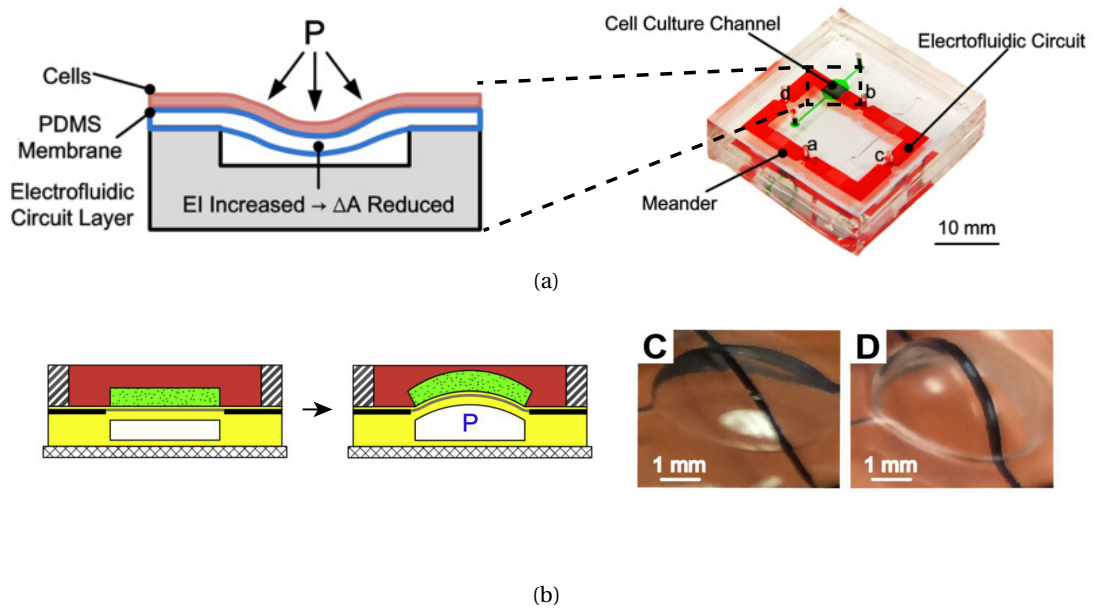 P
Cells
PDMS
Membrane
Electrofluidic
Circuit Layer
EI Increased → ΔA Reduced
Cell Culture Channel
Elecrtofluidic Circuit
d
b
a
c
Meander
10 mm
(a)
P
C
1 mm
D
1 mm
(b)